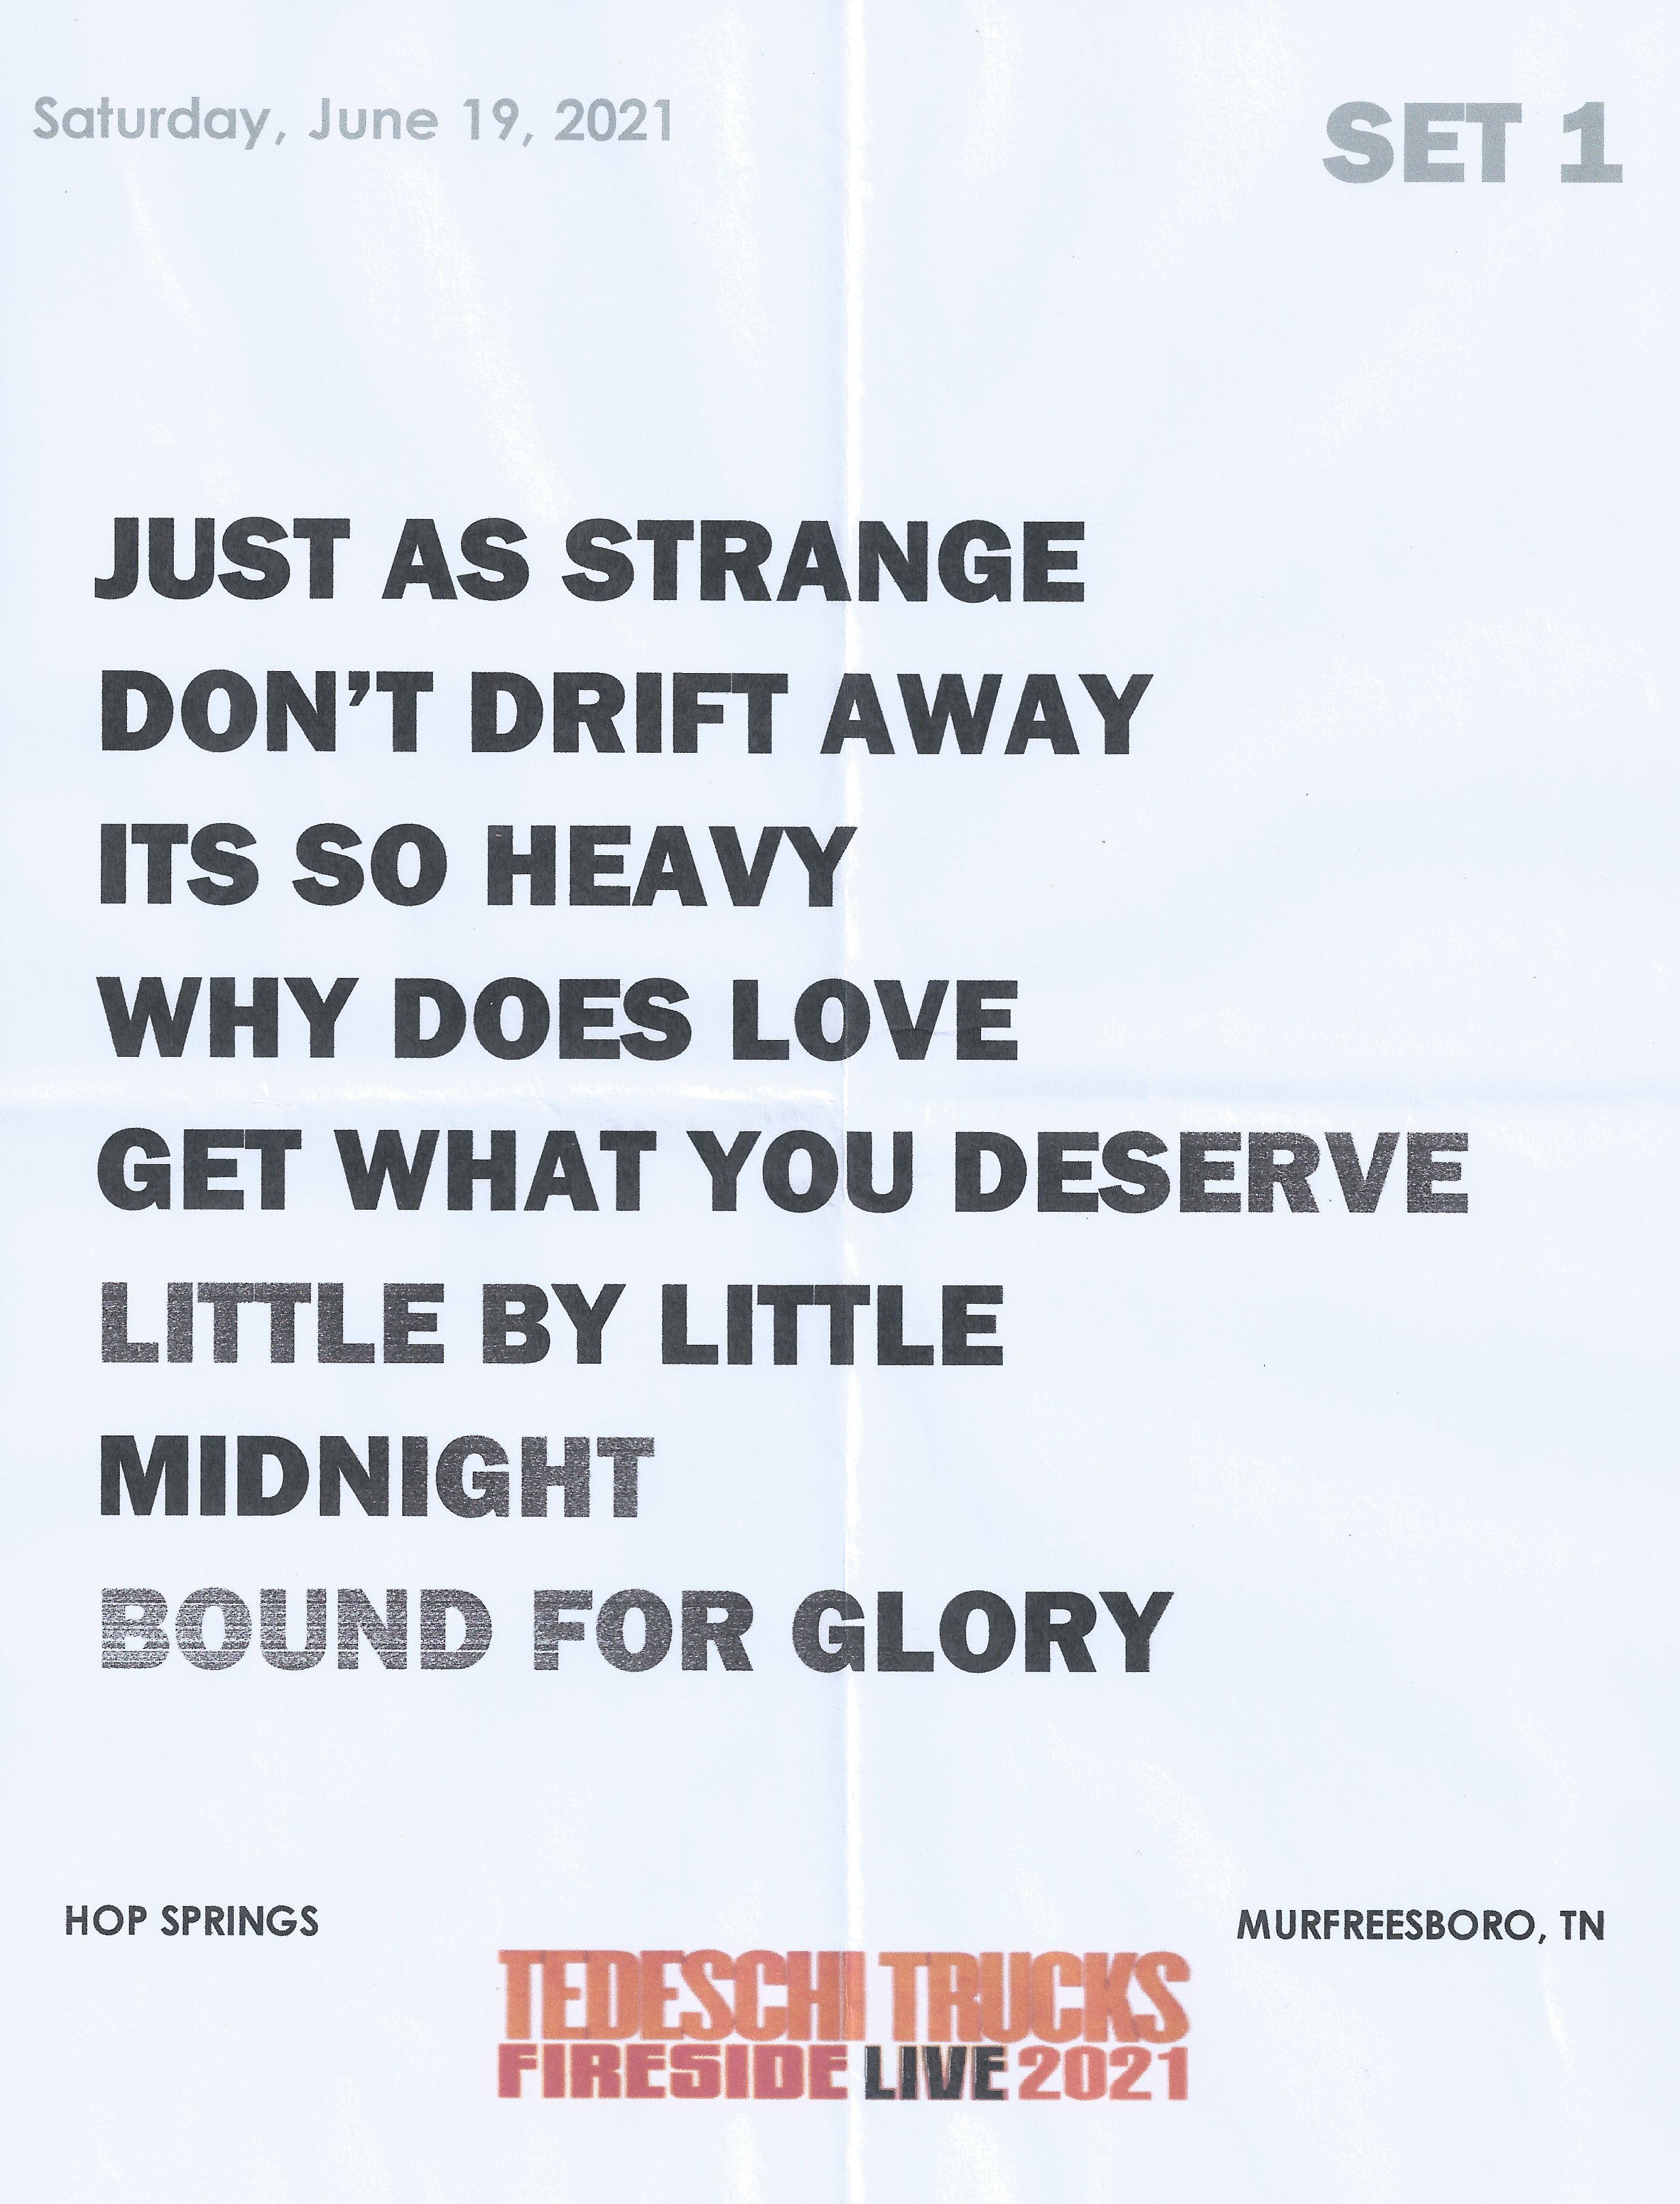 Saturday, June 19, 2021
SET 1
JUST AS STRANGE
DON’T DRIFT AWAY
ITS SO HEAVY
WHY DOES LOVE
GET WHAT YOU DESERVE
LITTLE BY LITTLE
MIDNIGHT
BOUND FOR GLORY
HOP SPRINGS
MURFREESBORO, TN
TEDESCHI TRUCKS
FIRESIDE LIVE 2021